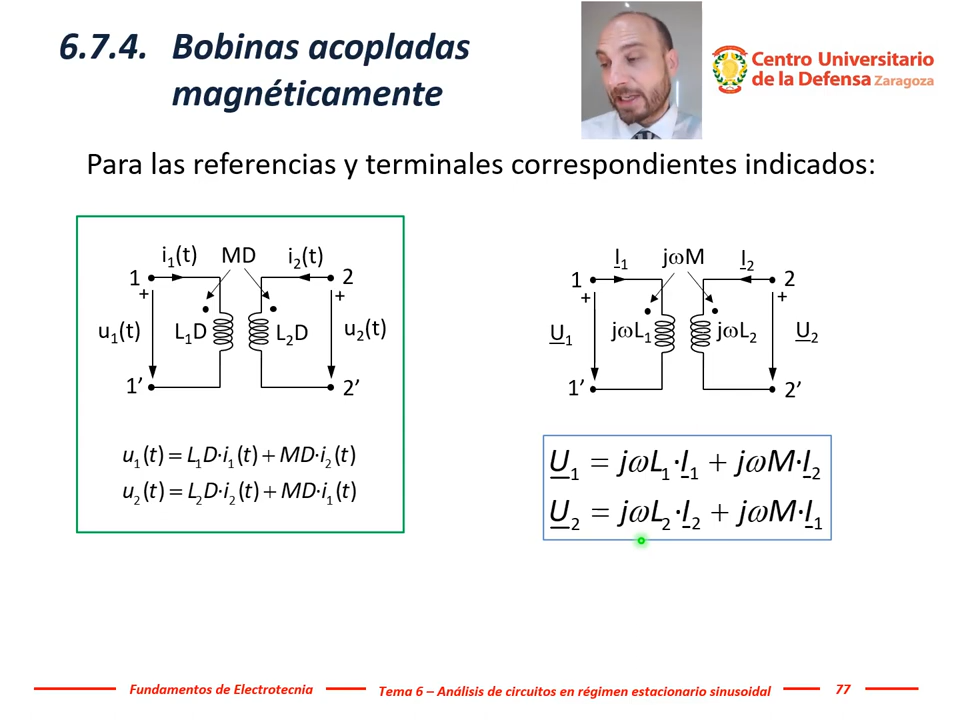 6.7.4. Bobinas acopladas
magnéticamente
Centro Universitario
de la Defensa Zaragoza
Para las referencias y terminales correspondientes indicados:
i₁(t) MD i₂(t)
1 2
+ +
u₁(t) L₁D L₂D u₂(t)
1’ 2’
u₁(t) = L₁D·i₁(t) + MD·i₂(t)
u₂(t) = L₂D·i₂(t) + MD·i₁(t)
I₁ jωM I₂
1 2
+ +
U₁ jωL₁ jωL₂ U₂
1’ 2’
U₁ = jωL₁·I₁ + jωM·I₂
U₂ = jωL₂·I₂ + jωM·I₁
Fundamentos de Electrotecnia
Tema 6 – Análisis de circuitos en régimen estacionario sinusoidal
77